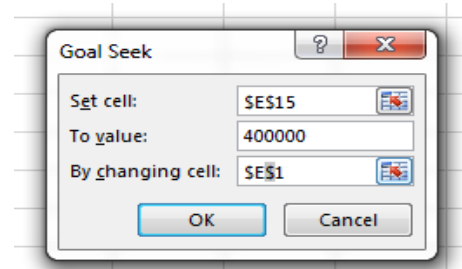 Goal Seek
Set cell: $E$15
To value: 400000
By changing cell: $E$1
OK Cancel